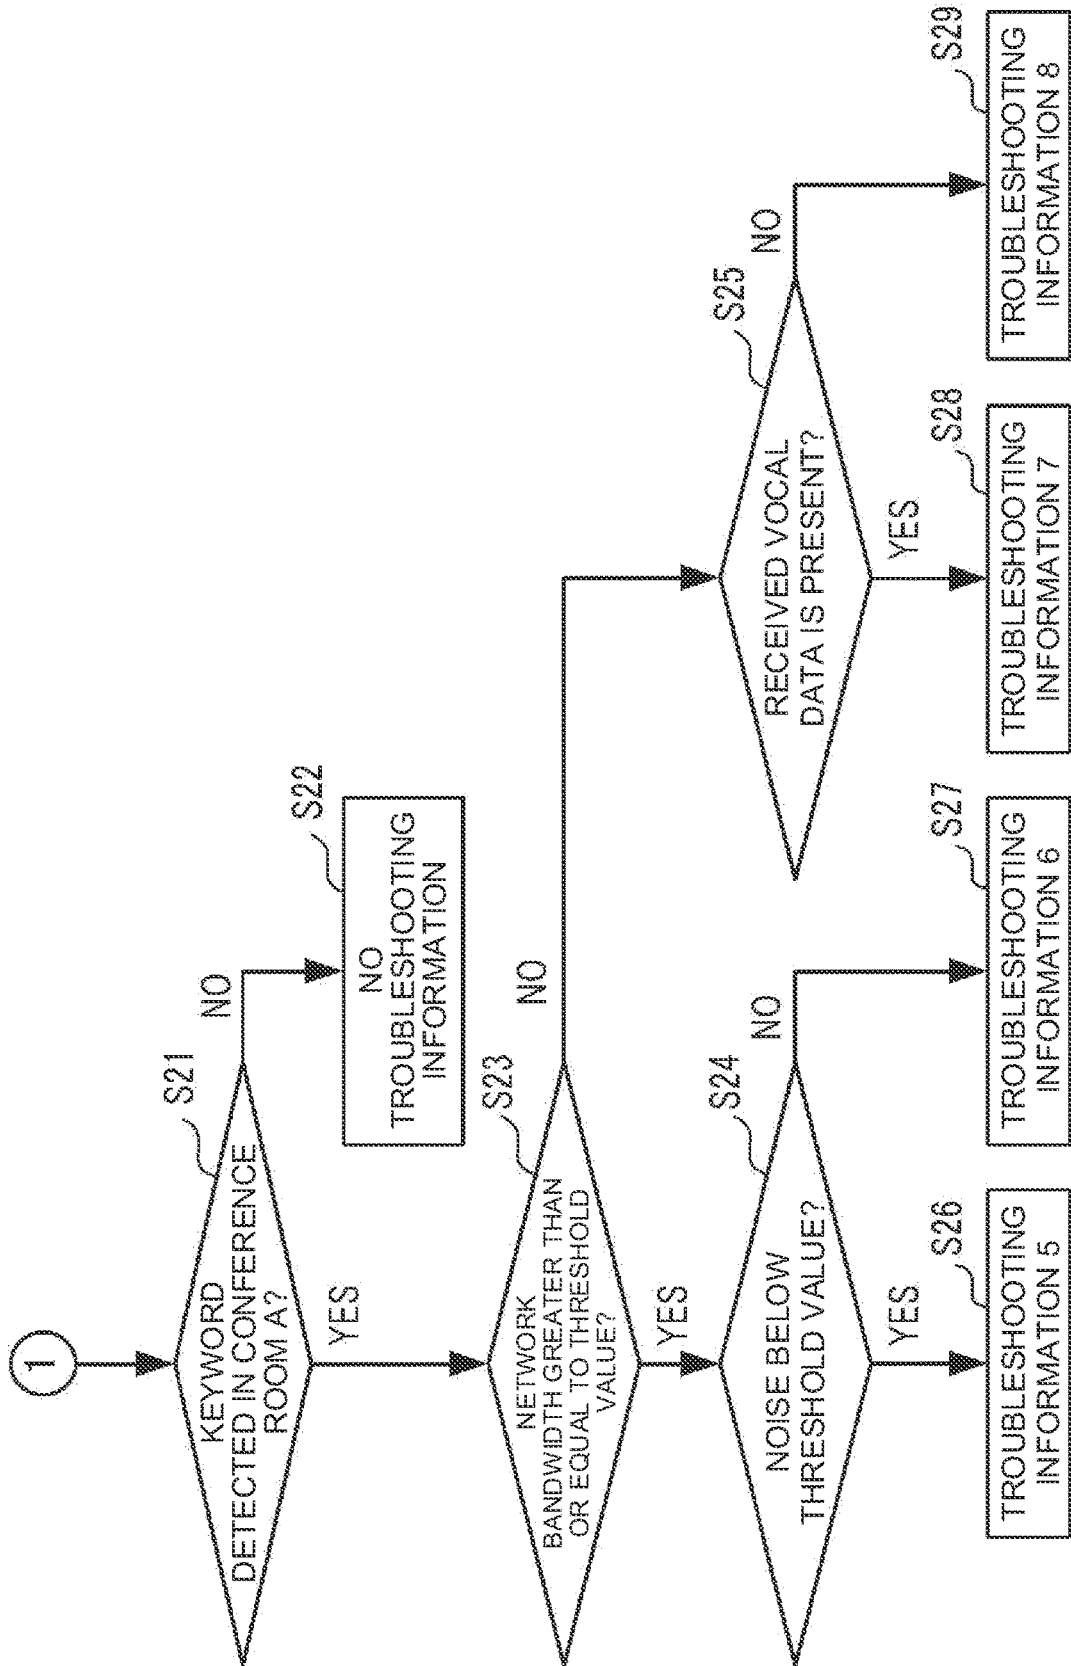 1
S21
KEYWORD
DETECTED IN CONFERENCE
ROOM A?
NO
YES
S22
NO
TROUBLESHOOTING
INFORMATION
S23
NETWORK
BANDWIDTH GREATER THAN
OR EQUAL TO THRESHOLD
VALUE?
NO
YES
S24
NOISE BELOW
THRESHOLD VALUE?
NO
YES
S25
RECEIVED VOCAL
DATA IS PRESENT?
NO
YES
S26
TROUBLESHOOTING
INFORMATION 5
S27
TROUBLESHOOTING
INFORMATION 6
S28
TROUBLESHOOTING
INFORMATION 7
S29
TROUBLESHOOTING
INFORMATION 8